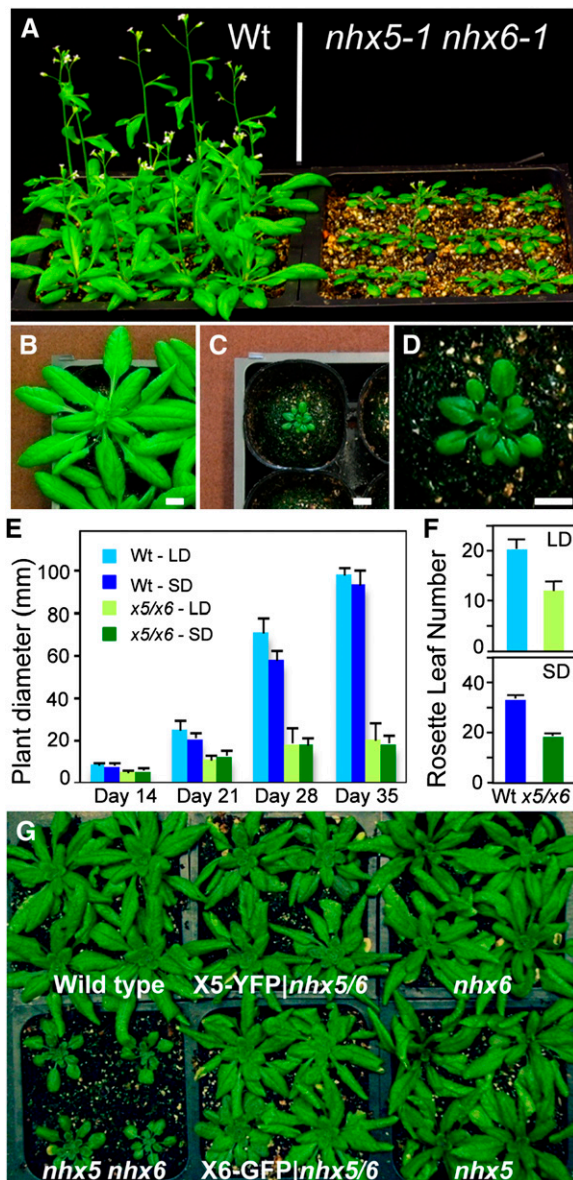 A
Wt
nhx5-1 nhx6-1
B
C
D
E
Plant diameter (mm)
100
80
60
40
20
0
Wt - LD
Wt - SD
x5/x6 - LD
x5/x6 - SD
Day 14 Day 21 Day 28 Day 35
F
Rosette Leaf Number
LD
20
10
0
SD
40
20
0
Wt x5/x6
G
Wild type
X5-YFP|nhx5/6
nhx6
nhx5 nhx6
X6-GFP|nhx5/6
nhx5